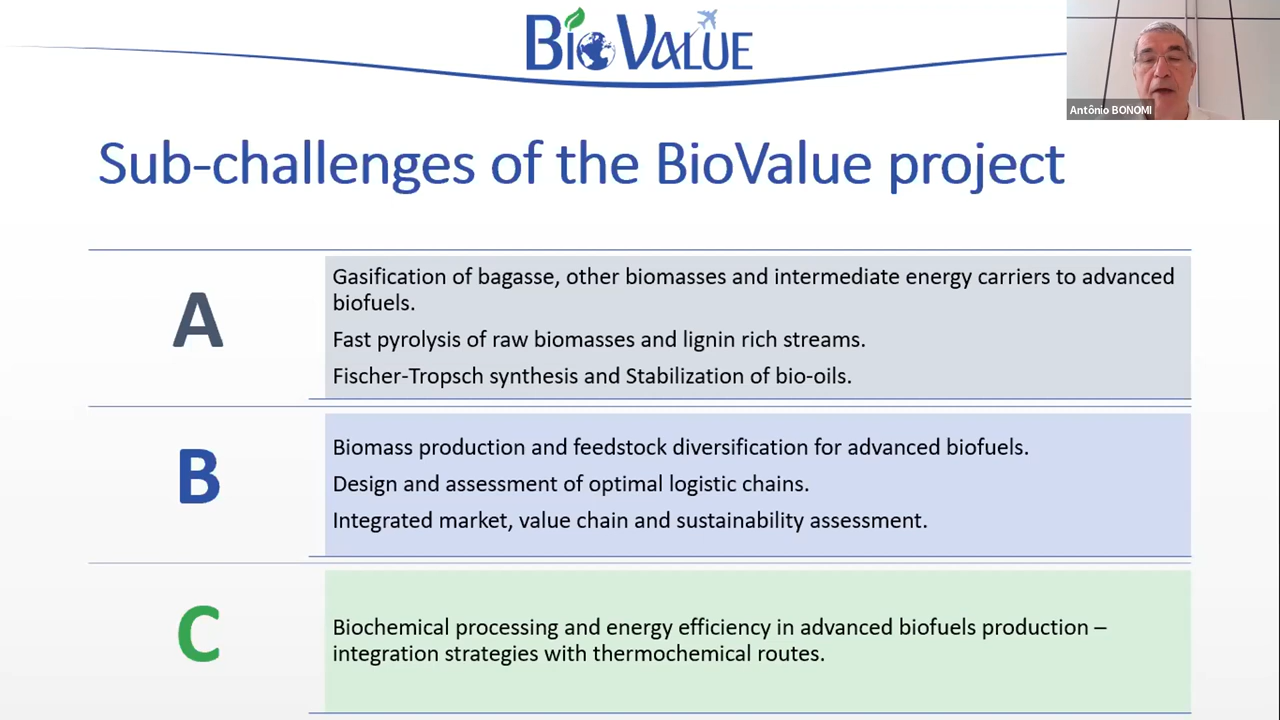 BioValue
Antônio BONOMI
Sub-challenges of the BioValue project
A
Gasification of bagasse, other biomasses and intermediate energy carriers to advanced
biofuels.
Fast pyrolysis of raw biomasses and lignin rich streams.
Fischer-Tropsch synthesis and Stabilization of bio-oils.
B
Biomass production and feedstock diversification for advanced biofuels.
Design and assessment of optimal logistic chains.
Integrated market, value chain and sustainability assessment.
C
Biochemical processing and energy efficiency in advanced biofuels production –
integration strategies with thermochemical routes.